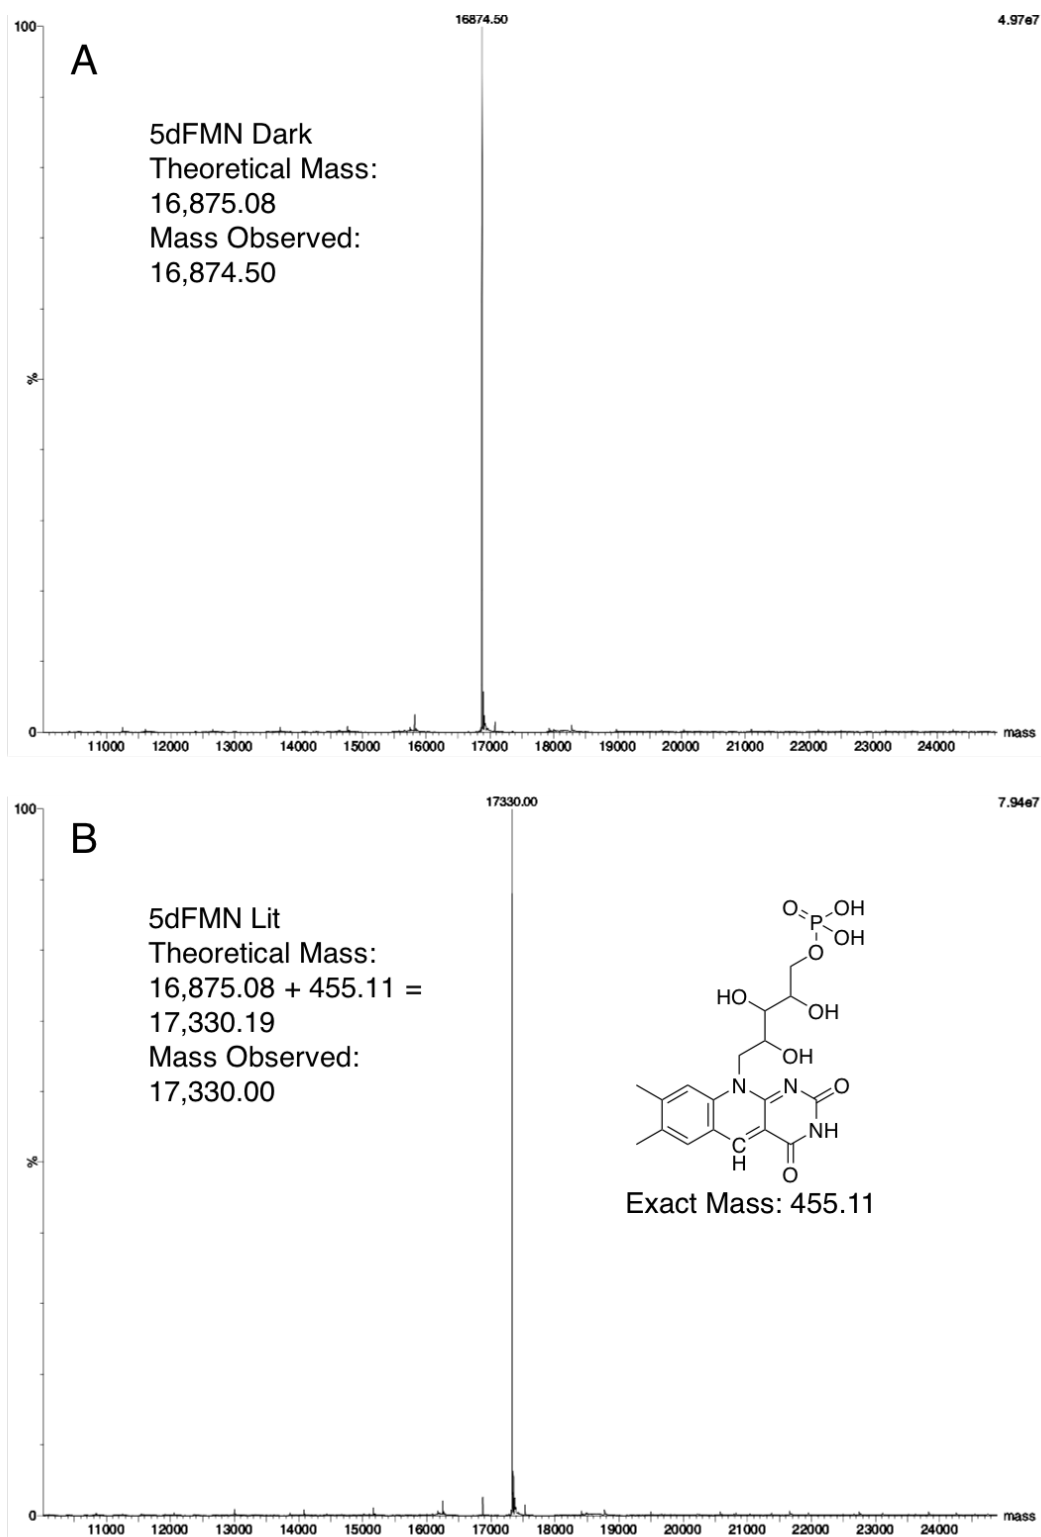 16874.50
4.97e7
100
A
5dFMN Dark
Theoretical Mass:
16,875.08
Mass Observed:
16,874.50
%
0
11000 12000 13000 14000 15000 16000 17000 18000 19000 20000 21000 22000 23000 24000 mass
17330.00
7.94e7
100
B
5dFMN Lit
Theoretical Mass:
16,875.08 + 455.11 =
17,330.19
Mass Observed:
17,330.00
O P OH
OH
O
HO
OH
OH
N N O
NH
C
H
O
Exact Mass: 455.11
%
0
11000 12000 13000 14000 15000 16000 17000 18000 19000 20000 21000 22000 23000 24000 mass